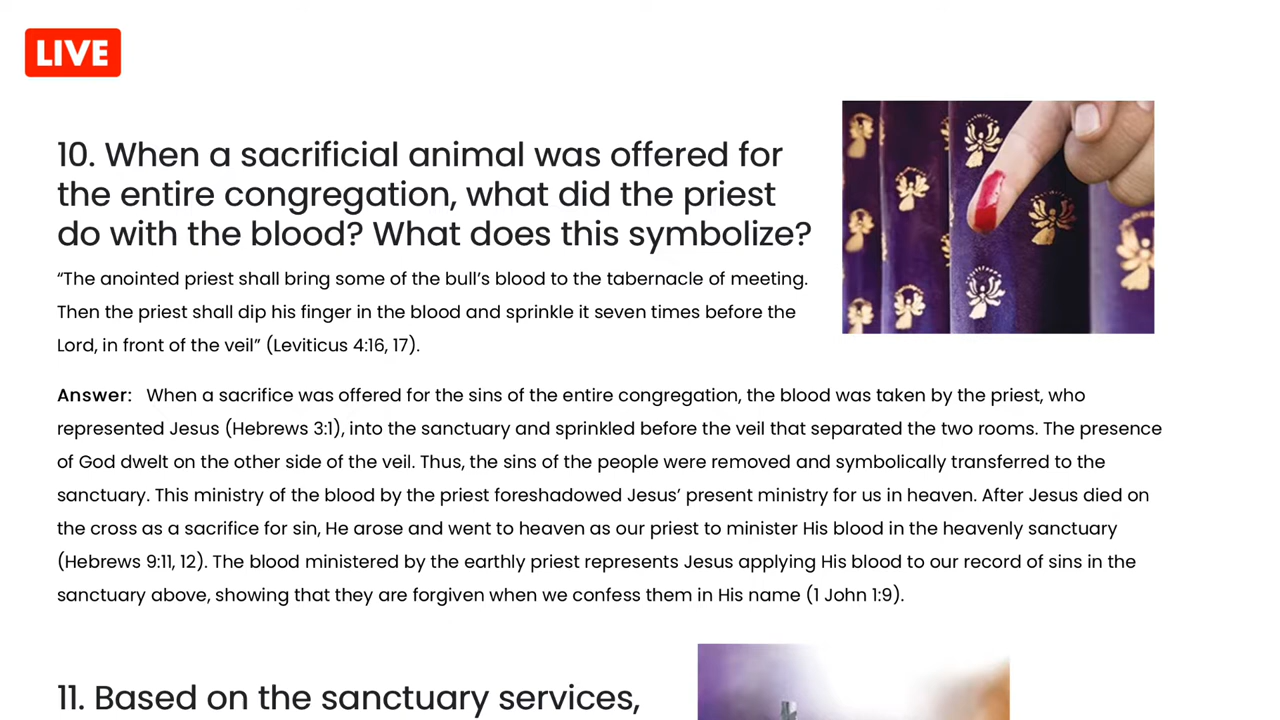 LIVE
10. When a sacrificial animal was offered for
the entire congregation, what did the priest
do with the blood? What does this symbolize?
“The anointed priest shall bring some of the bull’s blood to the tabernacle of meeting.
Then the priest shall dip his finger in the blood and sprinkle it seven times before the
Lord, in front of the veil” (Leviticus 4:16, 17).
Answer: When a sacrifice was offered for the sins of the entire congregation, the blood was taken by the priest, who
represented Jesus (Hebrews 3:1), into the sanctuary and sprinkled before the veil that separated the two rooms. The presence
of God dwelt on the other side of the veil. Thus, the sins of the people were removed and symbolically transferred to the
sanctuary. This ministry of the blood by the priest foreshadowed Jesus’ present ministry for us in heaven. After Jesus died on
the cross as a sacrifice for sin, He arose and went to heaven as our priest to minister His blood in the heavenly sanctuary
(Hebrews 9:11, 12). The blood ministered by the earthly priest represents Jesus applying His blood to our record of sins in the
sanctuary above, showing that they are forgiven when we confess them in His name (1 John 1:9).
11. Based on the sanctuary services,